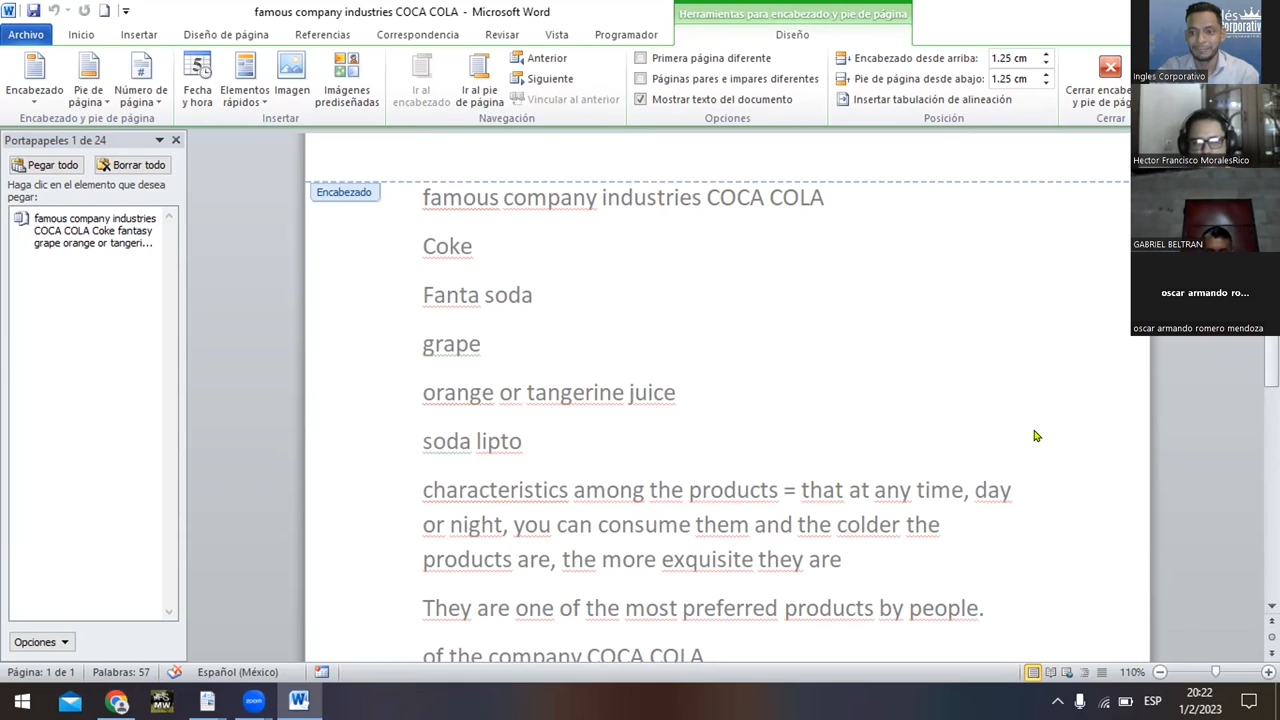 famous company industries COCA COLA - Microsoft Word
Herramientas para encabezado y pie de página
Archivo Inicio Insertar Diseño de página Referencias Correspondencia Revisar Vista Programador Diseño
Encabezado
Pie de página
Número de página
Encabezado y pie de página
Fecha y hora
Elementos rápidos
Imagen
Imágenes prediseñadas
Insertar
Ir al encabezado
Ir al pie de página
Anterior
Siguiente
Vincular al anterior
Navegación
Primera página diferente
Páginas pares e impares diferentes
Mostrar texto del documento
Opciones
Encabezado desde arriba: 1.25 cm
Pie de página desde abajo: 1.25 cm
Insertar tabulación de alineación
Posición
Cerrar encabe
y pie de pág
Cerrar
Portapapeles 1 de 24
Pegar todo Borrar todo
Haga clic en el elemento que desea
pegar:
famous company industries
COCA COLA Coke fantasy
grape orange or tangeri...
Opciones
Encabezado
famous company industries COCA COLA
Coke
Fanta soda
grape
orange or tangerine juice
soda lipto
characteristics among the products = that at any time, day
or night, you can consume them and the colder the
products are, the more exquisite they are
They are one of the most preferred products by people.
of the company COCA COLA
lés
Corporativo
Ingles Corporativo
Hector Francisco MoralesRico
GABRIEL BELTRAN
oscar armando ro...
oscar armando romero mendoza
Página: 1 de 1 Palabras: 57 Español (México) 110%
ESP
20:22
1/2/2023